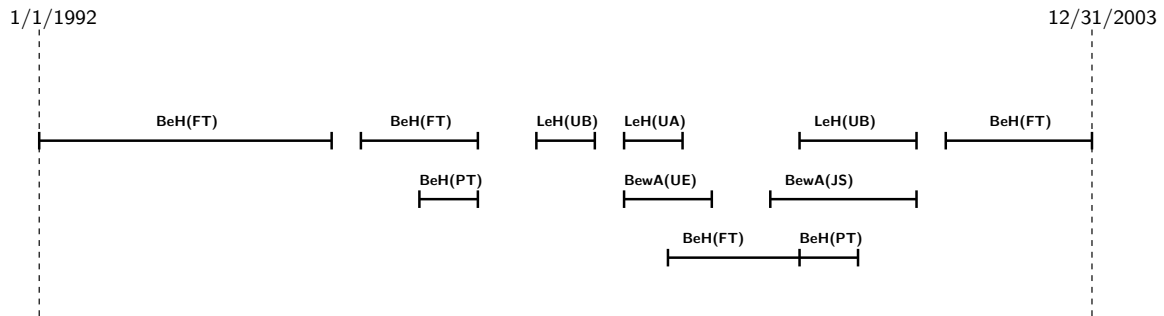 1/1/1992 12/31/2003
BeH(FT) BeH(FT) LeH(UB) LeH(UA) LeH(UB) BeH(FT)
BeH(PT) BewA(UE) BewA(JS)
BeH(FT) BeH(PT)